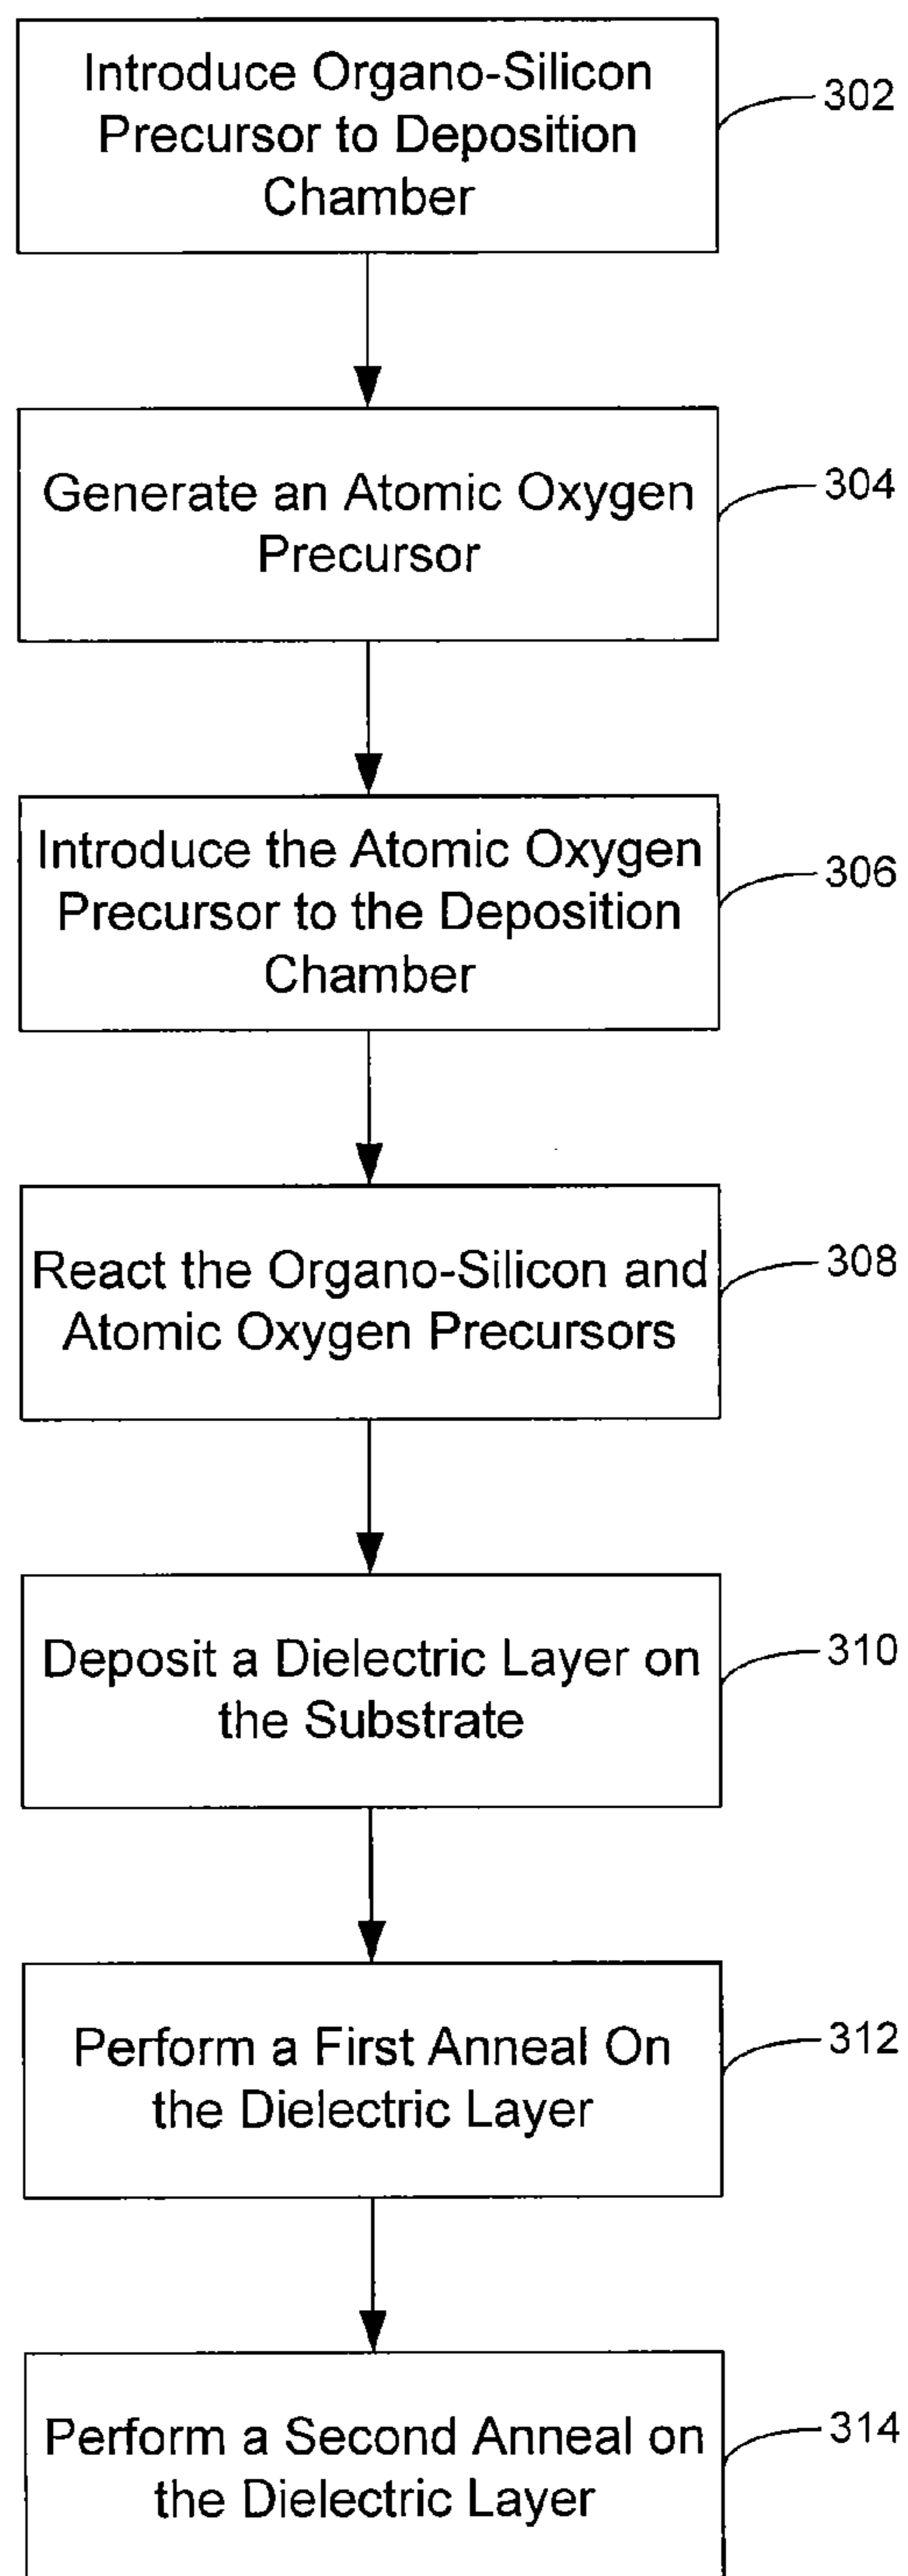 Introduce Organo-Silicon
Precursor to Deposition
Chamber
302
Generate an Atomic Oxygen
Precursor
304
Introduce the Atomic Oxygen
Precursor to the Deposition
Chamber
306
React the Organo-Silicon and
Atomic Oxygen Precursors
308
Deposit a Dielectric Layer on
the Substrate
310
Perform a First Anneal On
the Dielectric Layer
312
Perform a Second Anneal on
the Dielectric Layer
314